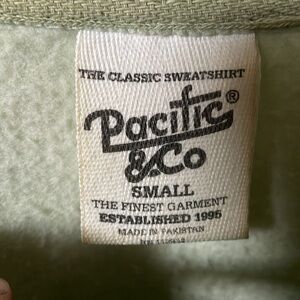 THE CLASSIC SWEATSHIRT
Pacific®
&Co
SMALL
THE FINEST GARMENT
ESTABLISHED 1995
MADE IN PAKISTAN